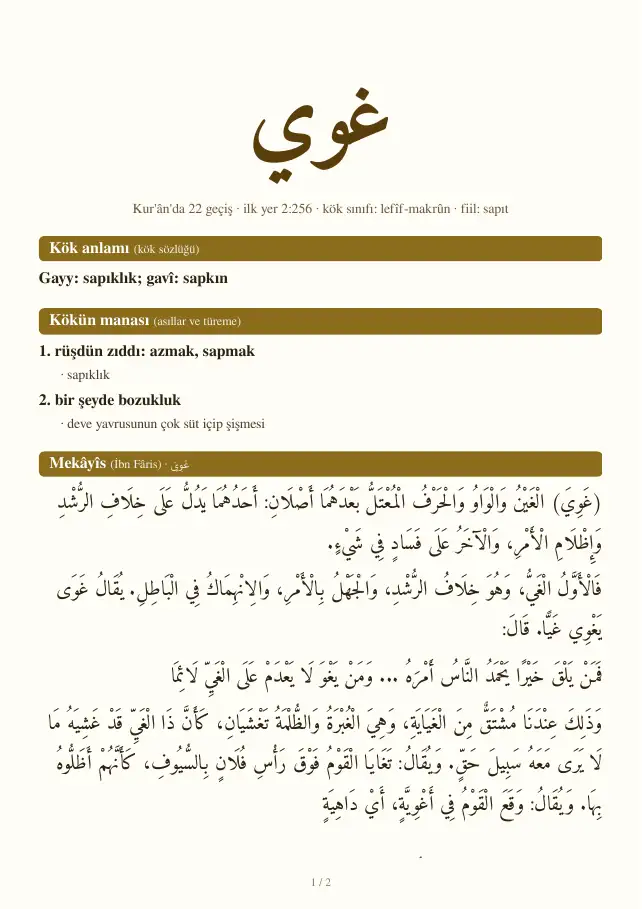 غوي
Kur'ân'da 22 geçiş · ilk yer 2:256 · kök sınıfı: lefîf-makrûn · fiil: sapıt
Kök anlamı (kök sözlüğü)
Gayy: sapıklık; gavî: sapkın
Kökün manası (asıllar ve türeme)
1. rüşdün zıddı: azmak, sapmak
· sapıklık
2. bir şeyde bozukluk
· deve yavrusunun çok süt içip şişmesi
Mekâyîs (İbn Fâris) · غَوِيَ
(غَوِيَ) الْغَيْنُ وَالْوَاوُ وَالْحَرْفُ الْمُعْتَلُّ بَعْدَهُمَا أَصْلَانِ: أَحَدُهُمَا يَدُلُّ عَلَى خِلَافِ الرُّشْدِ
وَإِظْلَامِ الْأَمْرِ، وَالْآخَرُ عَلَى فَسَادٍ فِي شَيْءٍ.
فَالْأَوَّلُ الْغَيُّ، وَهُوَ خِلَافُ الرُّشْدِ، وَالْجَهْلُ بِالْأَمْرِ، وَالِانْهِمَاكُ فِي الْبَاطِلِ. يُقَالُ غَوَى
يَغْوِي غَيًّا. قَالَ:
فَمَنْ يَلْقَ خَيْرًا يَحْمَدُ النَّاسُ أَمْرَهُ ... وَمَنْ يَغْوَ لَا يَعْدَمْ عَلَى الْغَيِّ لَائِمَا
وَذَلِكَ عِنْدَنَا مُشْتَقٌّ مِنَ الْغَيَايَةِ، وَهِيَ الْغُبْرَةُ وَالظُّلْمَةُ تَغْشَيَانِ، كَأَنَّ ذَا الْغَيِّ قَدْ غَشِيَهُ مَا
لَا يَرَى مَعَهُ سَبِيلَ حَقٍّ. وَيُقَالُ: تَغَايَا الْقَوْمُ فَوْقَ رَأْسِ فُلَانٍ بِالسُّيُوفِ، كَأَنَّهُمْ أَظَلُّوهُ
بِهَا. وَيُقَالُ: وَقَعَ الْقَوْمُ فِي أُغْوِيَّةٍ، أَيْ دَاهِيَةٍ
1 / 2